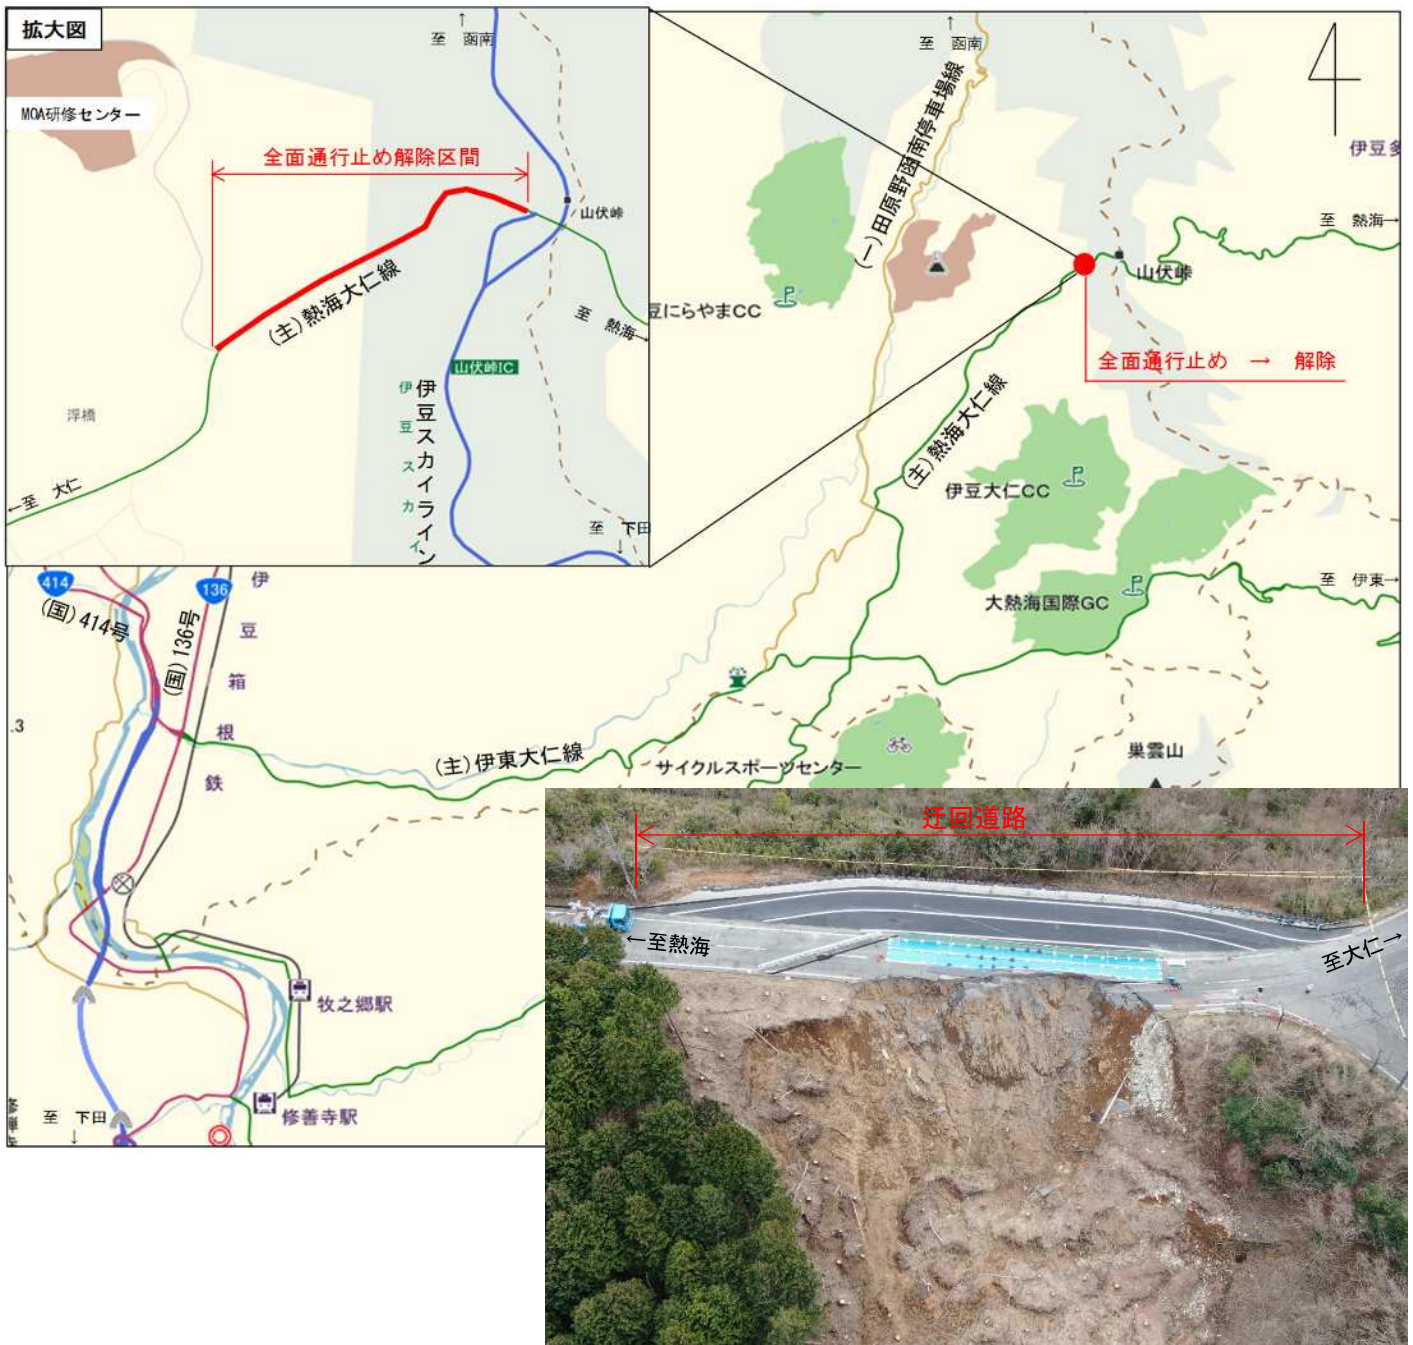 拡大図
MOA研修センター
至 函南
↑
全面通行止め解除区間
山伏峠
(主)熱海大仁線
至 熱海→
山伏峠IC
伊豆スカイライン
伊豆スカイ
浮橋
←至 大仁
至 下田
↓
↑
至 函南
(一)田原野函南停車場線
伊豆多
至 熱海→
山伏峠
豆にらやまCC
全面通行止め → 解除
(主)熱海大仁線
伊豆大仁CC
大熱海国際GC
至 伊東→
414
(国)414号
136
(国)136号
伊豆箱根鉄
.3
(主)伊東大仁線
サイクルスポーツセンター
巣雲山
牧之郷駅
修善寺駅
至 下田
↓
迂回道路
←至熱海
至大仁→